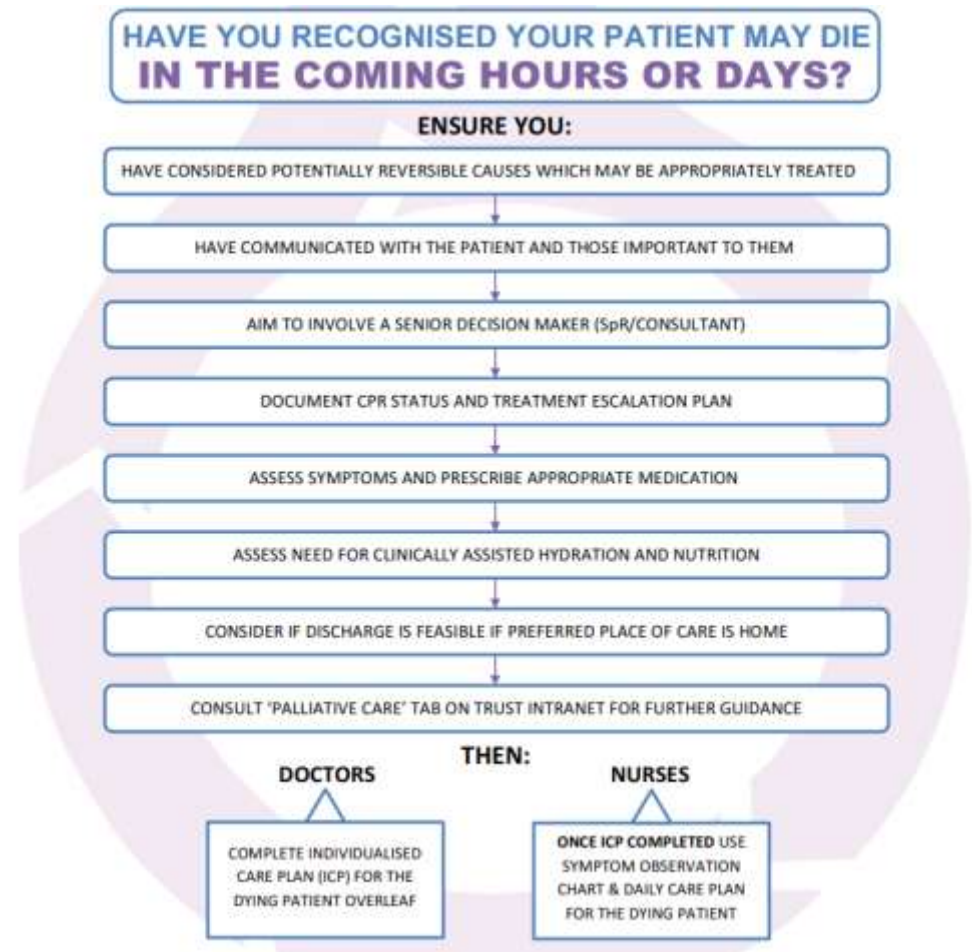 HAVE YOU RECOGNISED YOUR PATIENT MAY DIE
IN THE COMING HOURS OR DAYS?
ENSURE YOU:
HAVE CONSIDERED POTENTIALLY REVERSIBLE CAUSES WHICH MAY BE APPROPRIATELY TREATED
HAVE COMMUNICATED WITH THE PATIENT AND THOSE IMPORTANT TO THEM
AIM TO INVOLVE A SENIOR DECISION MAKER (SpR/CONSULTANT)
DOCUMENT CPR STATUS AND TREATMENT ESCALATION PLAN
ASSESS SYMPTOMS AND PRESCRIBE APPROPRIATE MEDICATION
ASSESS NEED FOR CLINICALLY ASSISTED HYDRATION AND NUTRITION
CONSIDER IF DISCHARGE IS FEASIBLE IF PREFERRED PLACE OF CARE IS HOME
CONSULT ‘PALLIATIVE CARE’ TAB ON TRUST INTRANET FOR FURTHER GUIDANCE
THEN:
DOCTORS
COMPLETE INDIVIDUALISED
CARE PLAN (ICP) FOR THE
DYING PATIENT OVERLEAF
NURSES
ONCE ICP COMPLETED USE
SYMPTOM OBSERVATION
CHART & DAILY CARE PLAN
FOR THE DYING PATIENT